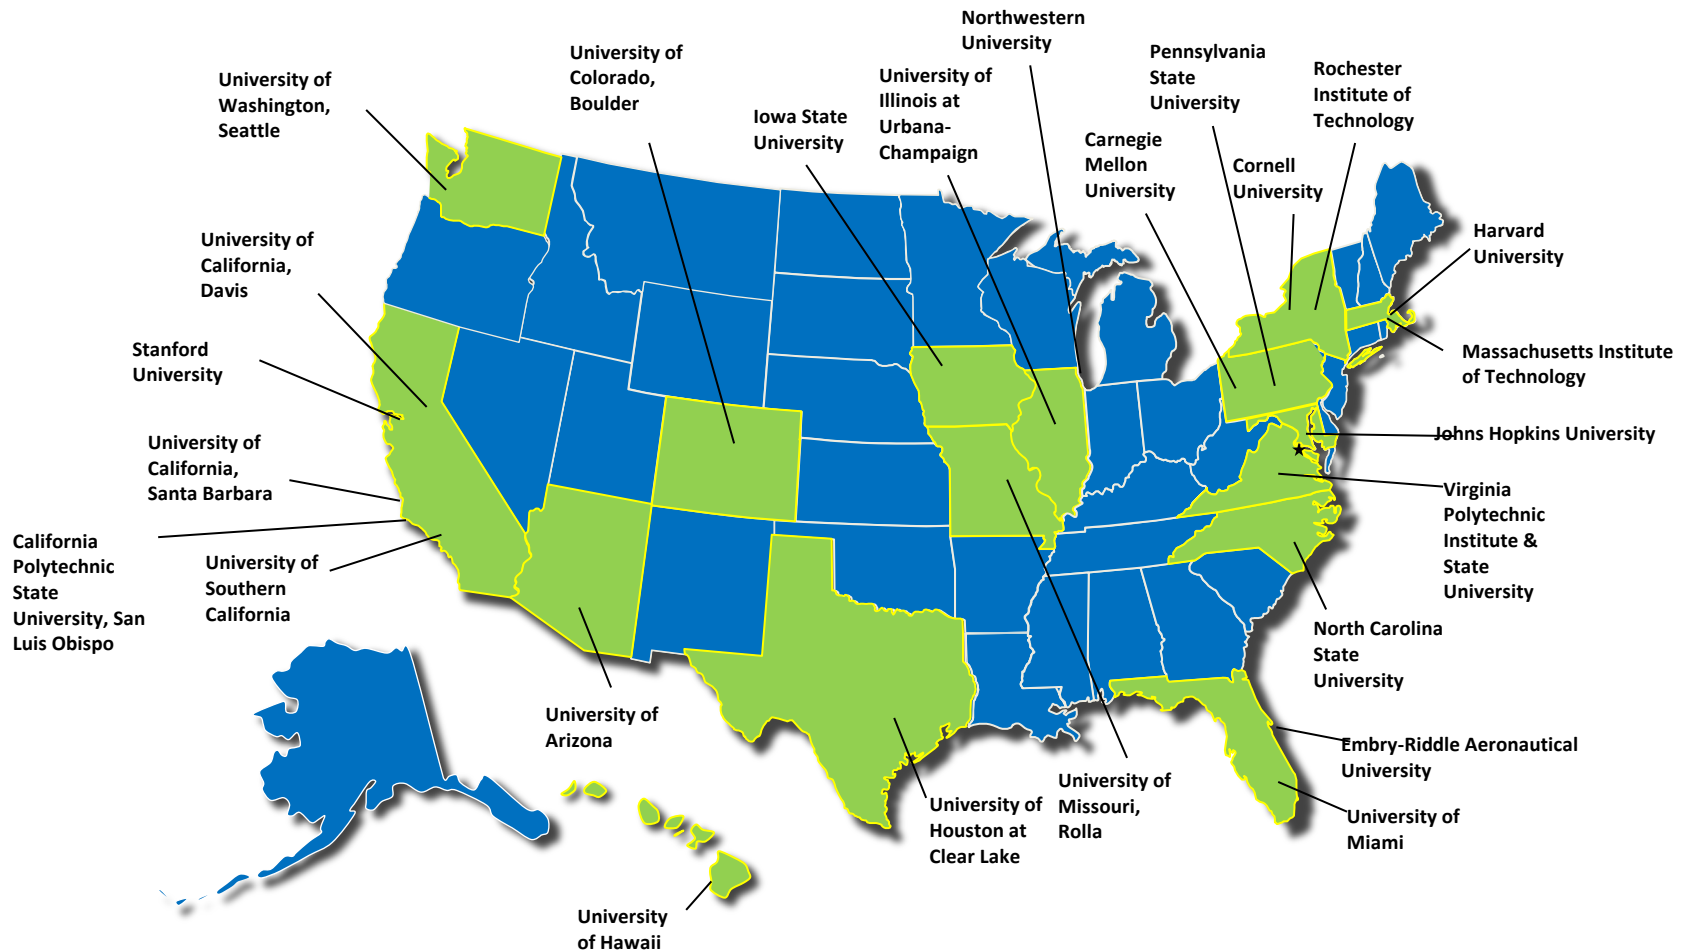 Northwestern
University
University of
Colorado,
Boulder
Pennsylvania
State
University
Rochester
Institute of
Technology
University of
Washington,
Seattle
University of
Illinois at
Urbana-
Champaign
Iowa State
University
Carnegie
Mellon
University
Cornell
University
Harvard
University
University of
California,
Davis
Stanford
University
Massachusetts Institute
of Technology
Johns Hopkins University
University of
California,
Santa Barbara
Virginia
Polytechnic
Institute &
State
University
California
Polytechnic
State
University, San
Luis Obispo
University of
Southern
California
North Carolina
State
University
University of
Arizona
Embry-Riddle Aeronautical
University
University of
Missouri,
Rolla
University of
Houston at
Clear Lake
University of
Miami
University
of Hawaii